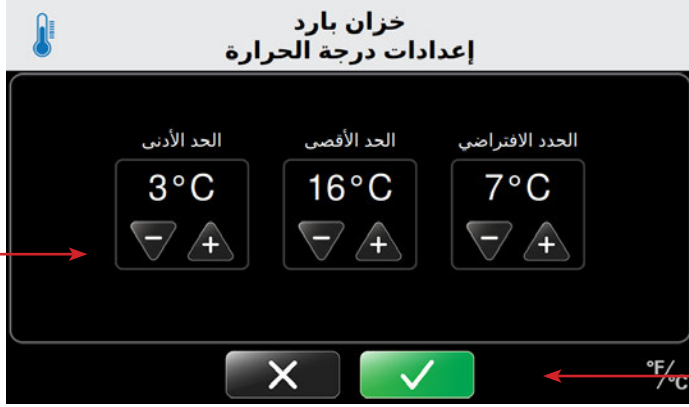 خزان بارد
إعدادات درجة الحرارة
الحدد الافتراضي
الحد الأقصى
الحد الأدنى
7°C
16°C
3°C
− +
− +
− +
°F/°C